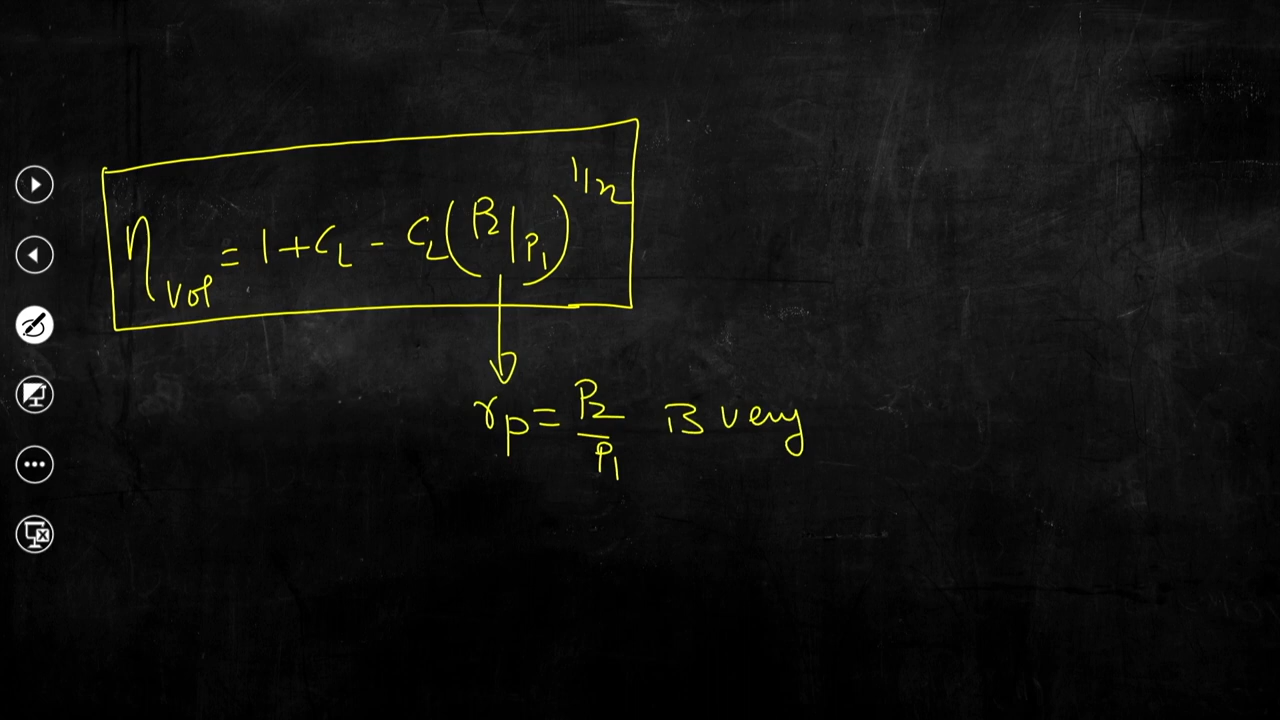 η_vol = 1 + C_L - C_L (P₂/P₁)^1/n
r_p = P₂/P₁ is very